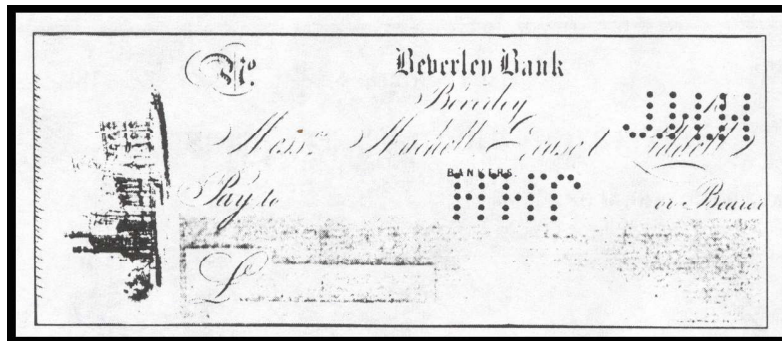 No. Beverley Bank
Beverley
Messrs. Machell, Pease &
BANKERS.
Pay to or Bearer
£